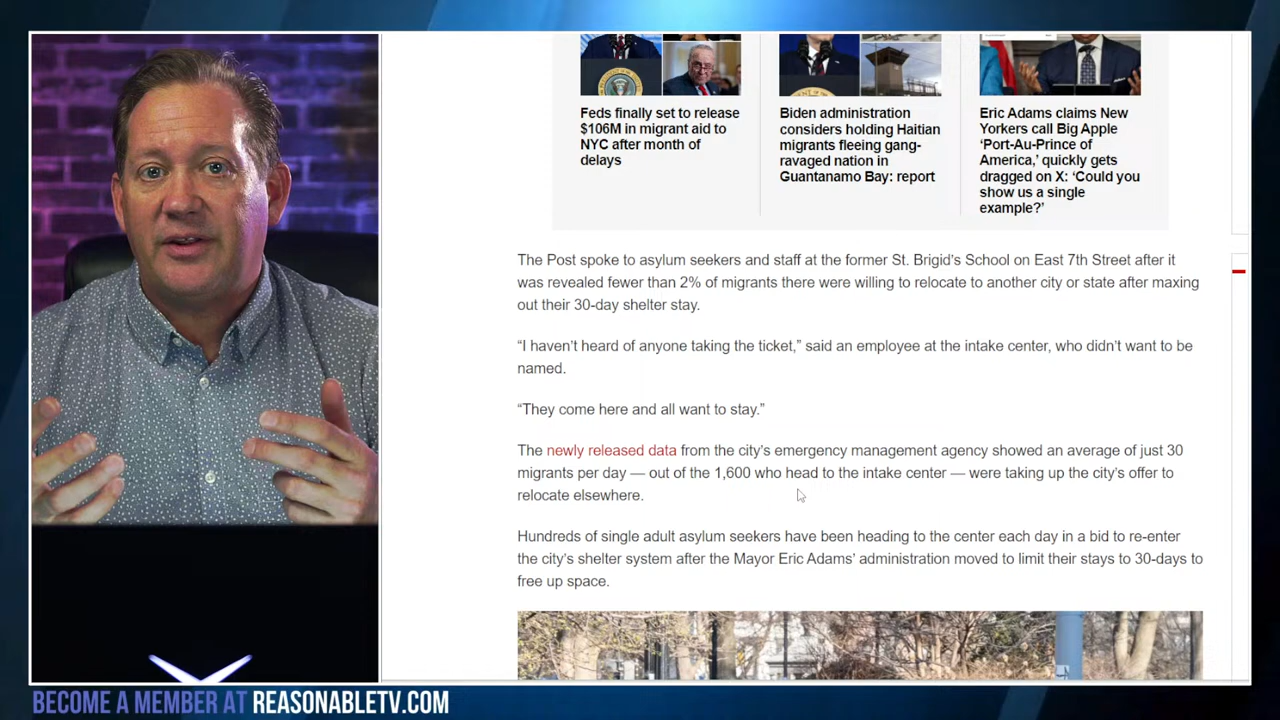 Feds finally set to release
$106M in migrant aid to
NYC after month of
delays
Biden administration
considers holding Haitian
migrants fleeing gang-
ravaged nation in
Guantanamo Bay: report
Eric Adams claims New
Yorkers call Big Apple
‘Port-Au-Prince of
America,’ quickly gets
dragged on X: ‘Could you
show us a single
example?’
The Post spoke to asylum seekers and staff at the former St. Brigid’s School on East 7th Street after it
was revealed fewer than 2% of migrants there were willing to relocate to another city or state after maxing
out their 30-day shelter stay.
“I haven’t heard of anyone taking the ticket,” said an employee at the intake center, who didn’t want to be
named.
“They come here and all want to stay.”
The newly released data from the city’s emergency management agency showed an average of just 30
migrants per day — out of the 1,600 who head to the intake center — were taking up the city’s offer to
relocate elsewhere.
Hundreds of single adult asylum seekers have been heading to the center each day in a bid to re-enter
the city’s shelter system after the Mayor Eric Adams’ administration moved to limit their stays to 30-days to
free up space.
BECOME A MEMBER AT REASONABLETV.COM